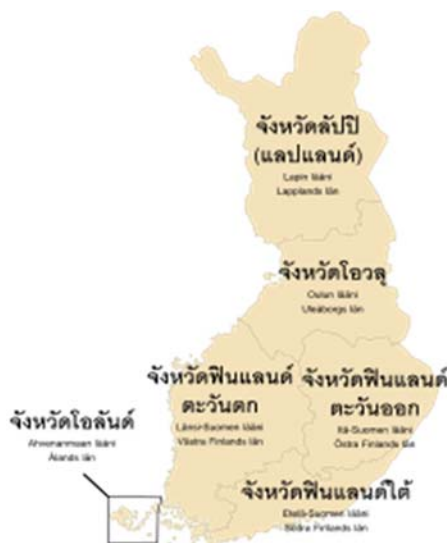 จังหวัดลัปปิ
(แลปแลนด์)
Lapin lääni
Lapplands län
จังหวัดโอวลุ
Oulun lääni
Uleåborgs län
จังหวัดฟินแลนด์
ตะวันตก
Länsi-Suomen lääni
Västra Finlands län
จังหวัดฟินแลนด์
ตะวันออก
Itä-Suomen lääni
Östra Finlands län
จังหวัดโอลันด์
Ahvenanmaan lääni
Ålands län
จังหวัดฟินแลนด์ใต้
Etelä-Suomen lääni
Södra Finlands län